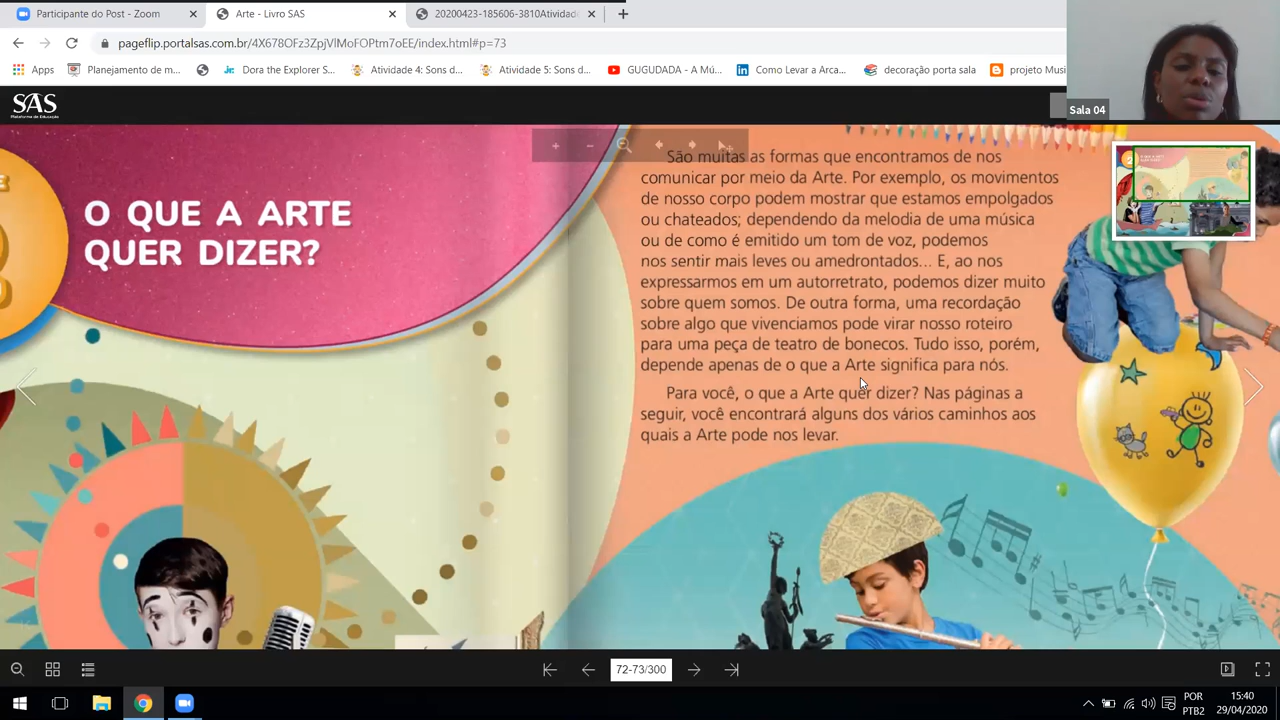 Participante do Post - Zoom
Arte - Livro SAS
20200423-185606-3810Atividade
pageflip.portalsas.com.br/4X678OFz3ZpjVlMoFOPtm7oEE/index.html#p=73
Apps
Planejamento de m...
Dora the Explorer S...
Atividade 4: Sons d...
Atividade 5: Sons d...
GUGUDADA - A Mú...
Como Levar a Arca...
decoração porta sala
projeto Musi
Sala 04
SAS
Plataforma de Educação
O QUE A ARTE
QUER DIZER?
São muitas as formas que encontramos de nos
comunicar por meio da Arte. Por exemplo, os movimentos
de nosso corpo podem mostrar que estamos empolgados
ou chateados; dependendo da melodia de uma música
ou de como é emitido um tom de voz, podemos
nos sentir mais leves ou amedrontados... E, ao nos
expressarmos em um autorretrato, podemos dizer muito
sobre quem somos. De outra forma, uma recordação
sobre algo que vivenciamos pode virar nosso roteiro
para uma peça de teatro de bonecos. Tudo isso, porém,
depende apenas de o que a Arte significa para nós.
Para você, o que a Arte quer dizer? Nas páginas a
seguir, você encontrará alguns dos vários caminhos aos
quais a Arte pode nos levar.
72-73/300
POR
PTB2
15:40
29/04/2020